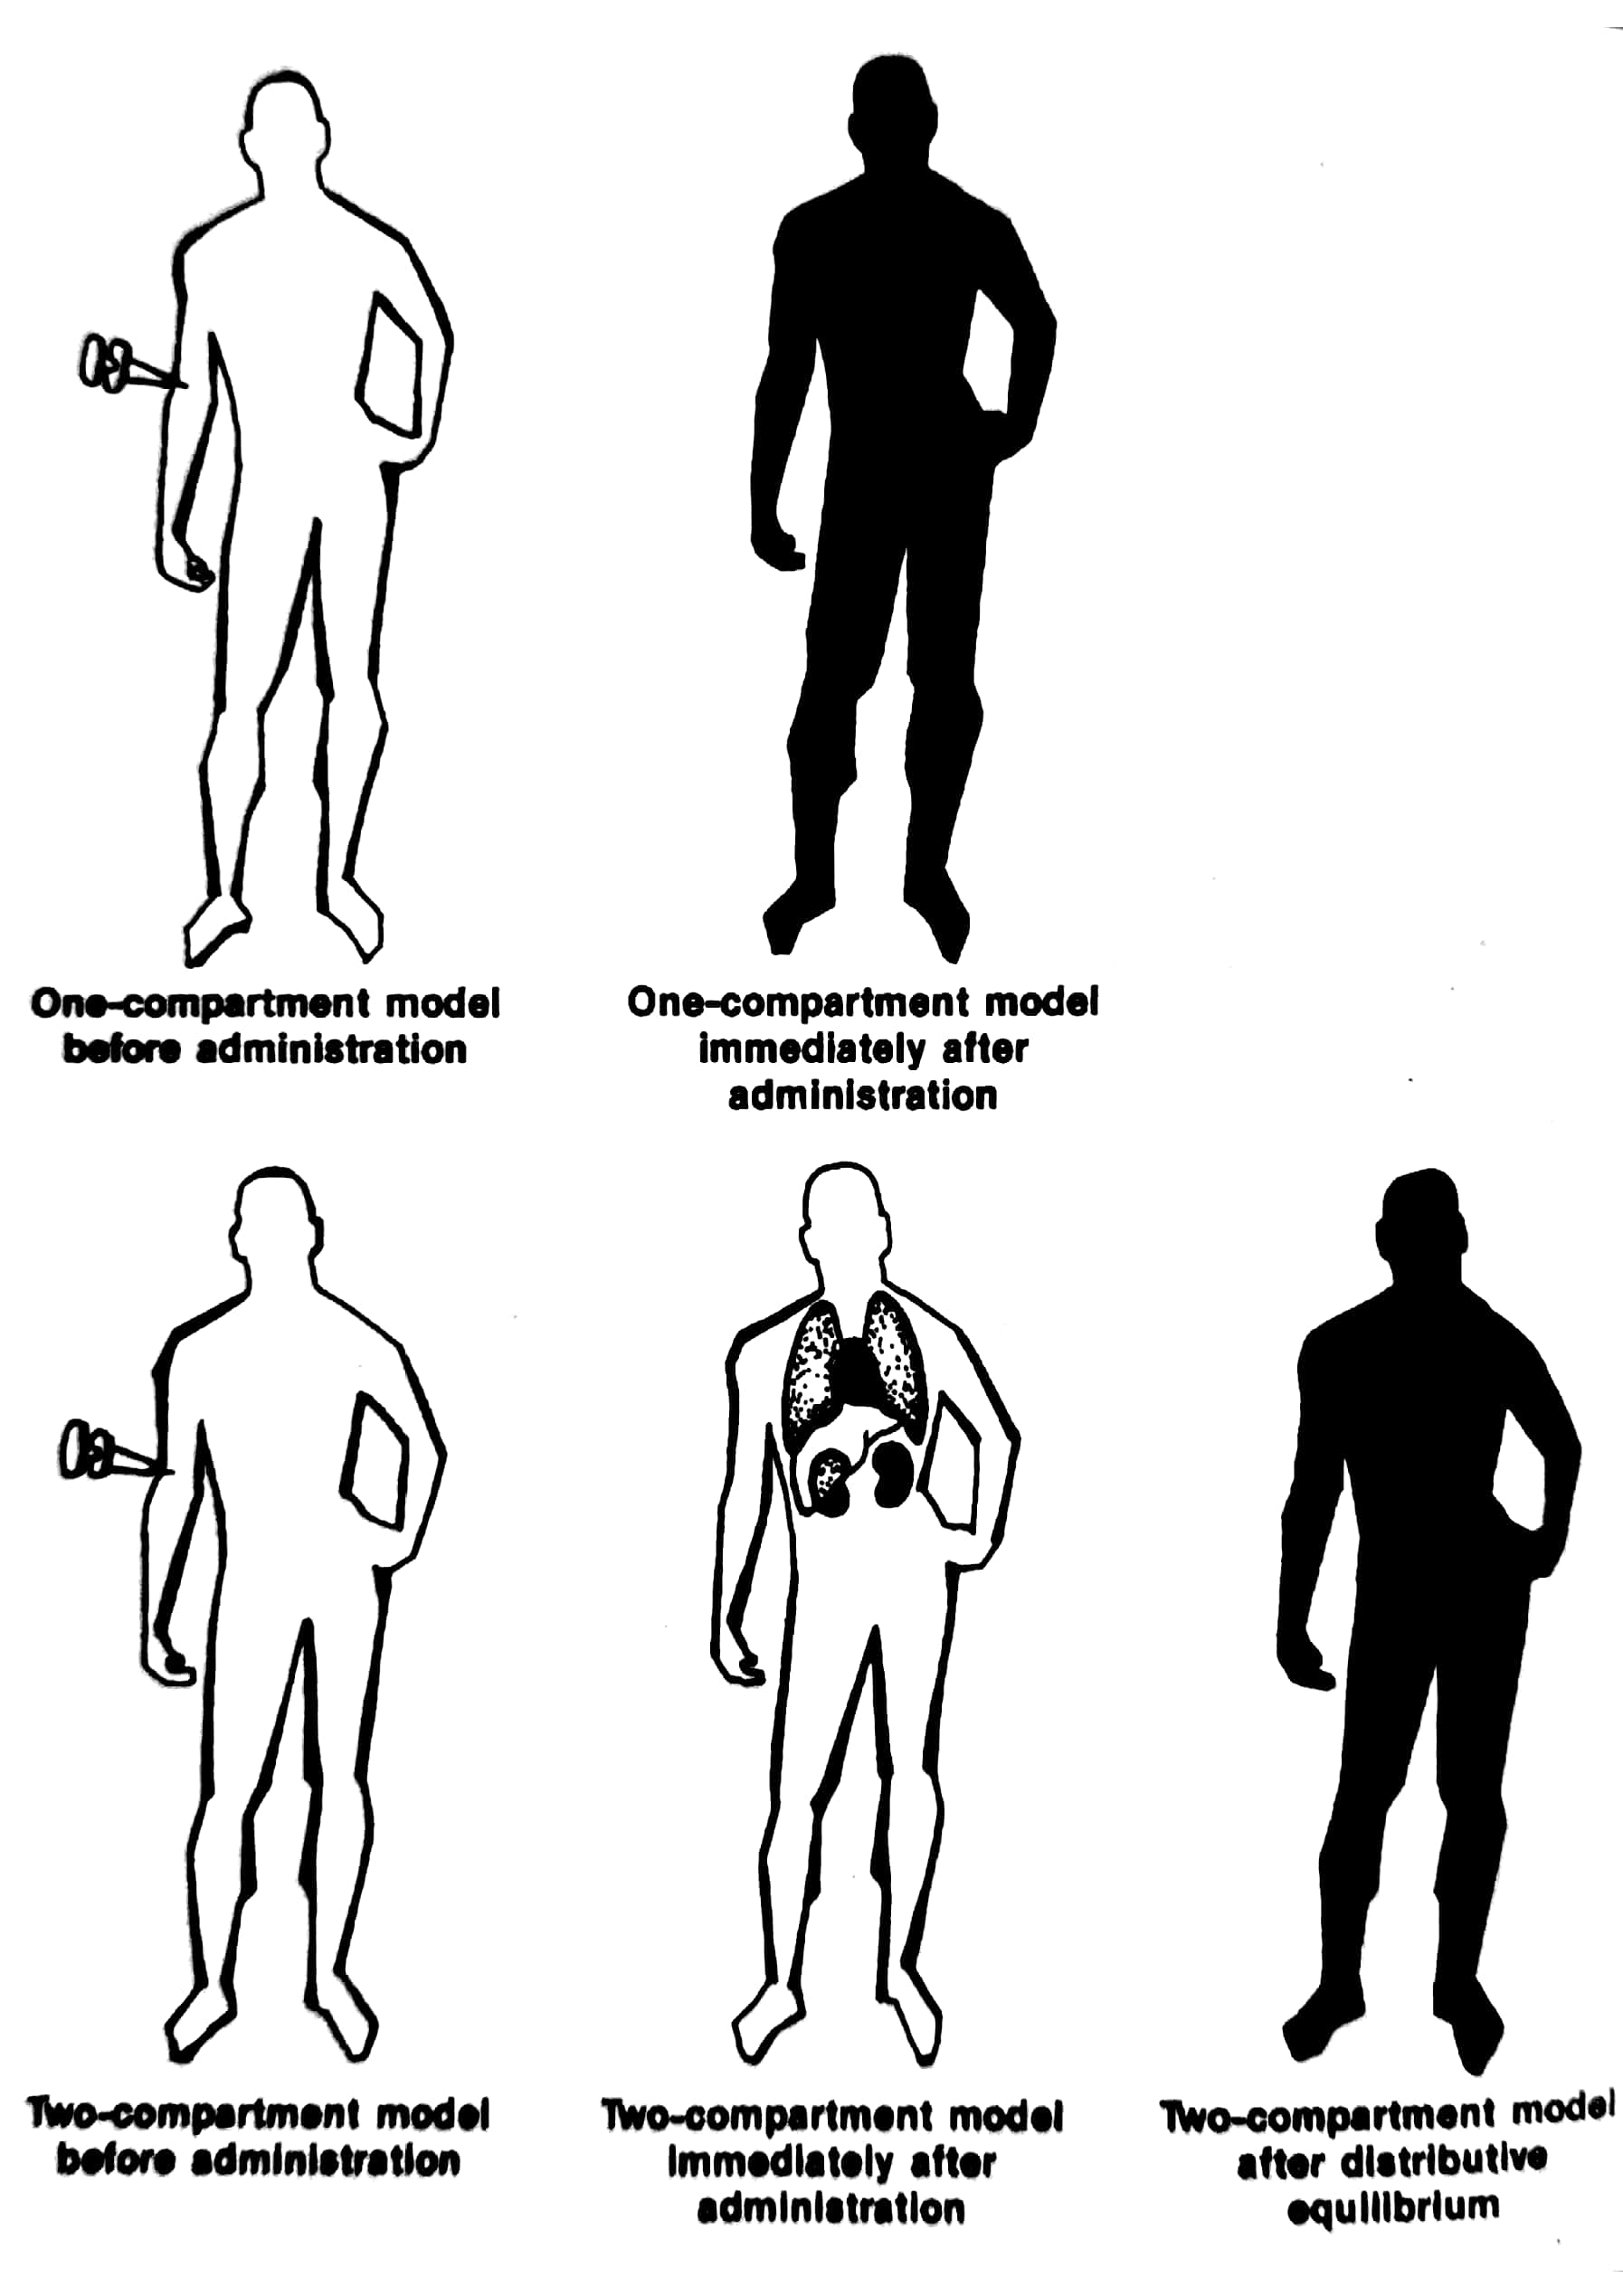 One-compartment model
before administration
One-compartment model
immediately after
administration
Two-compartment model
before administration
Two-compartment model
immediately after
administration
Two-compartment model
after distributive
equilibrium